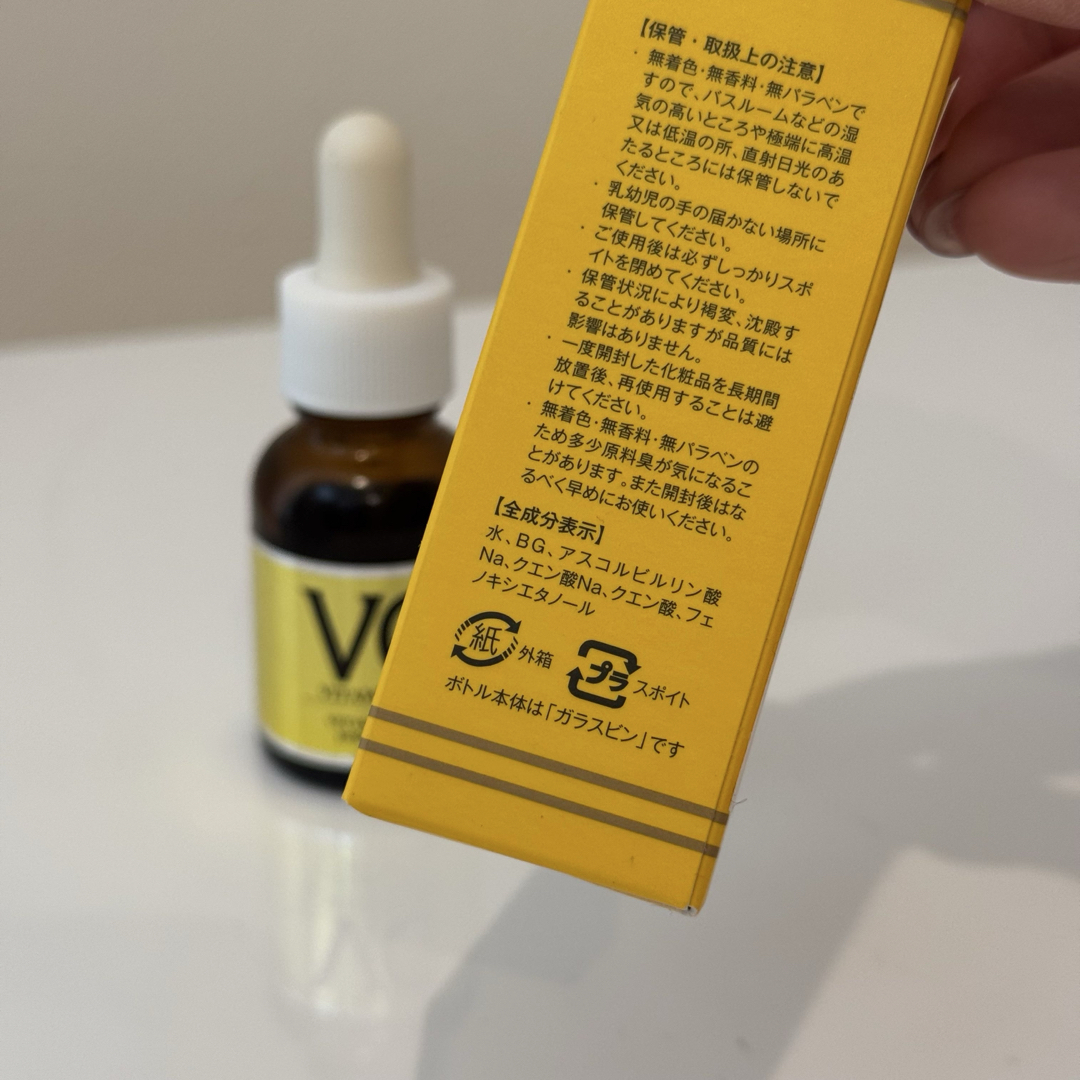 【保管・取扱上の注意】
・無着色・無香料・無パラベンで
すので、バスルームなどの湿
気の高いところや極端に高温
又は低温の所、直射日光のあ
たるところには保管しないで
ください。
・乳幼児の手の届かない場所に
保管してください。
・ご使用後は必ずしっかりスポ
イトを閉めてください。
・保管状況により褐変、沈殿す
ることがありますが品質には
影響はありません。
・一度開封した化粧品を長期間
放置後、再使用することは避
けてください。
・無着色・無香料・無パラベンの
ため多少原料臭が気になるこ
とがあります。また開封後はな
るべく早めにお使いください。
【全成分表示】
水、BG、アスコルビルリン酸
Na、クエン酸Na、クエン酸、フェ
ノキシエタノール
紙 外箱 プラ スポイト
ボトル本体は「ガラスビン」です